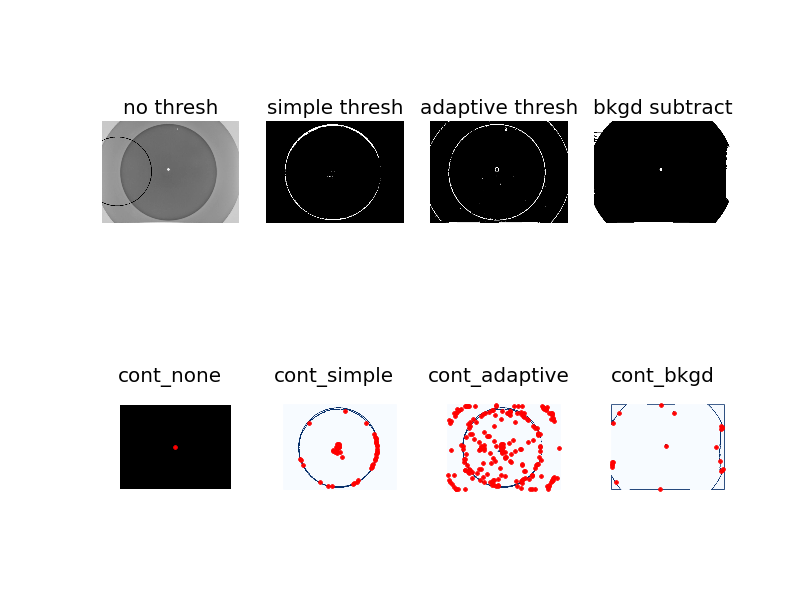 no thresh simple thresh adaptive thresh bkgd subtract
cont_none cont_simple cont_adaptive cont_bkgd